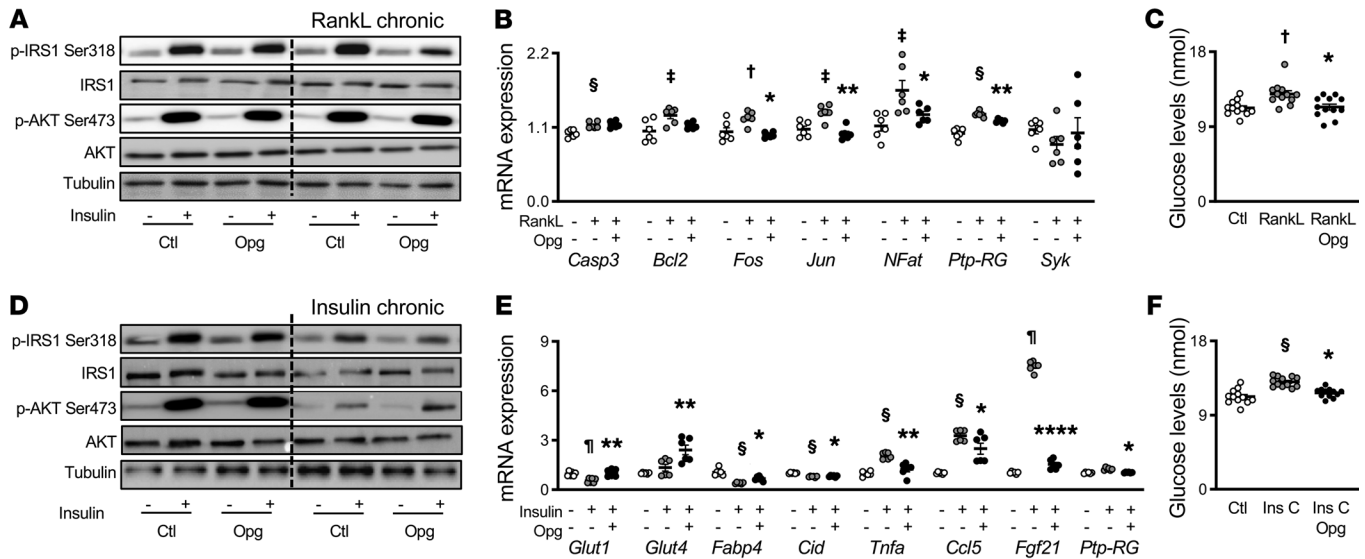 A
RankL chronic
p-IRS1 Ser318
IRS1
p-AKT Ser473
AKT
Tubulin
Insulin - + - + - + - +
Ctl Opg Ctl Opg
B
mRNA expression
2.2
1.1
0.0
§ ‡ † * ‡ ** ‡ * § **
RankL - + + - + + - + + - + + - + + - + + - + +
Opg - - + - - + - - + - - + - - + - - + - - +
Casp3 Bcl2 Fos Jun NFat Ptp-RG Syk
C
Glucose levels (nmol)
18
9
0
† *
Ctl RankL RankL
Opg
D
Insulin chronic
p-IRS1 Ser318
IRS1
p-AKT Ser473
AKT
Tubulin
Insulin - + - + - + - +
Ctl Opg Ctl Opg
E
mRNA expression
9
6
3
0
¶ ** ** § * § * § ** § * ¶ **** *
Insulin - + + - + + - + + - + + - + + - + + - + + - + +
Opg - - + - - + - - + - - + - - + - - + - - + - - +
Glut1 Glut4 Fabp4 Cid Tnfa Ccl5 Fgf21 Ptp-RG
F
Glucose levels (nmol)
18
9
0
§ *
Ctl Ins C Ins C
Opg